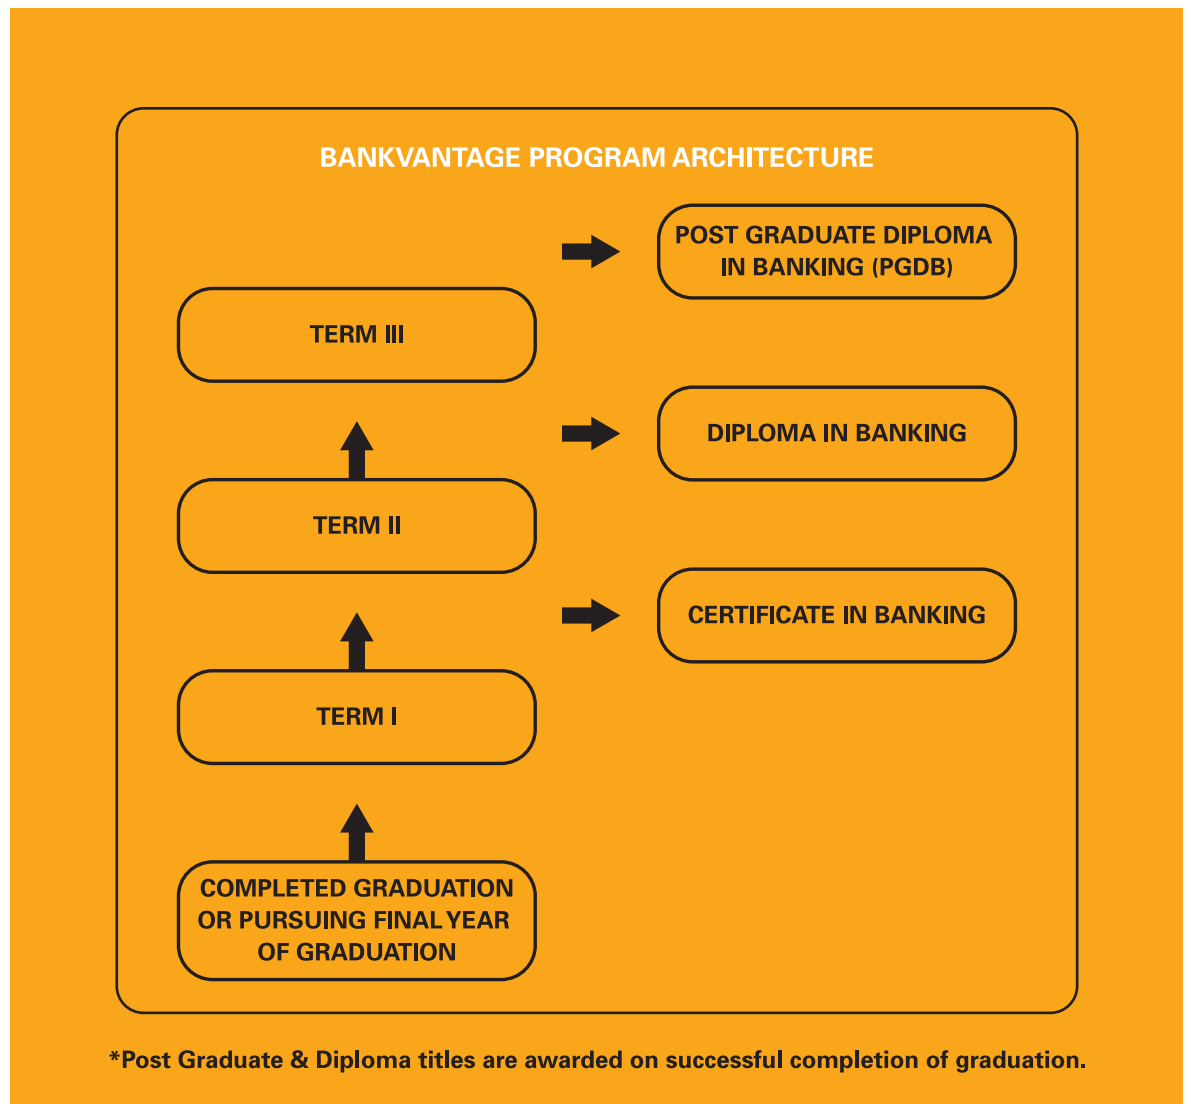 BANKVANTAGE PROGRAM ARCHITECTURE
POST GRADUATE DIPLOMA
IN BANKING (PGDB)
TERM III
DIPLOMA IN BANKING
TERM II
CERTIFICATE IN BANKING
TERM I
COMPLETED GRADUATION
OR PURSUING FINAL YEAR
OF GRADUATION
*Post Graduate & Diploma titles are awarded on successful completion of graduation.